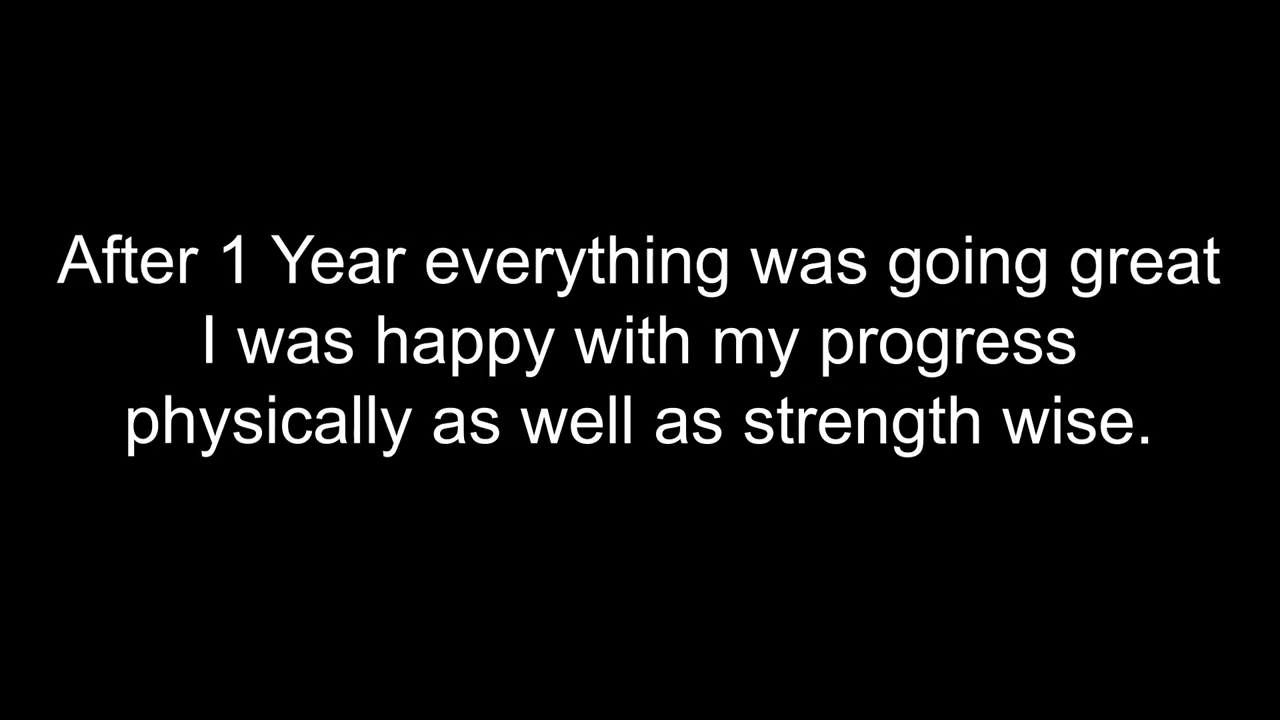 After 1 Year everything was going great
I was happy with my progress
physically as well as strength wise.